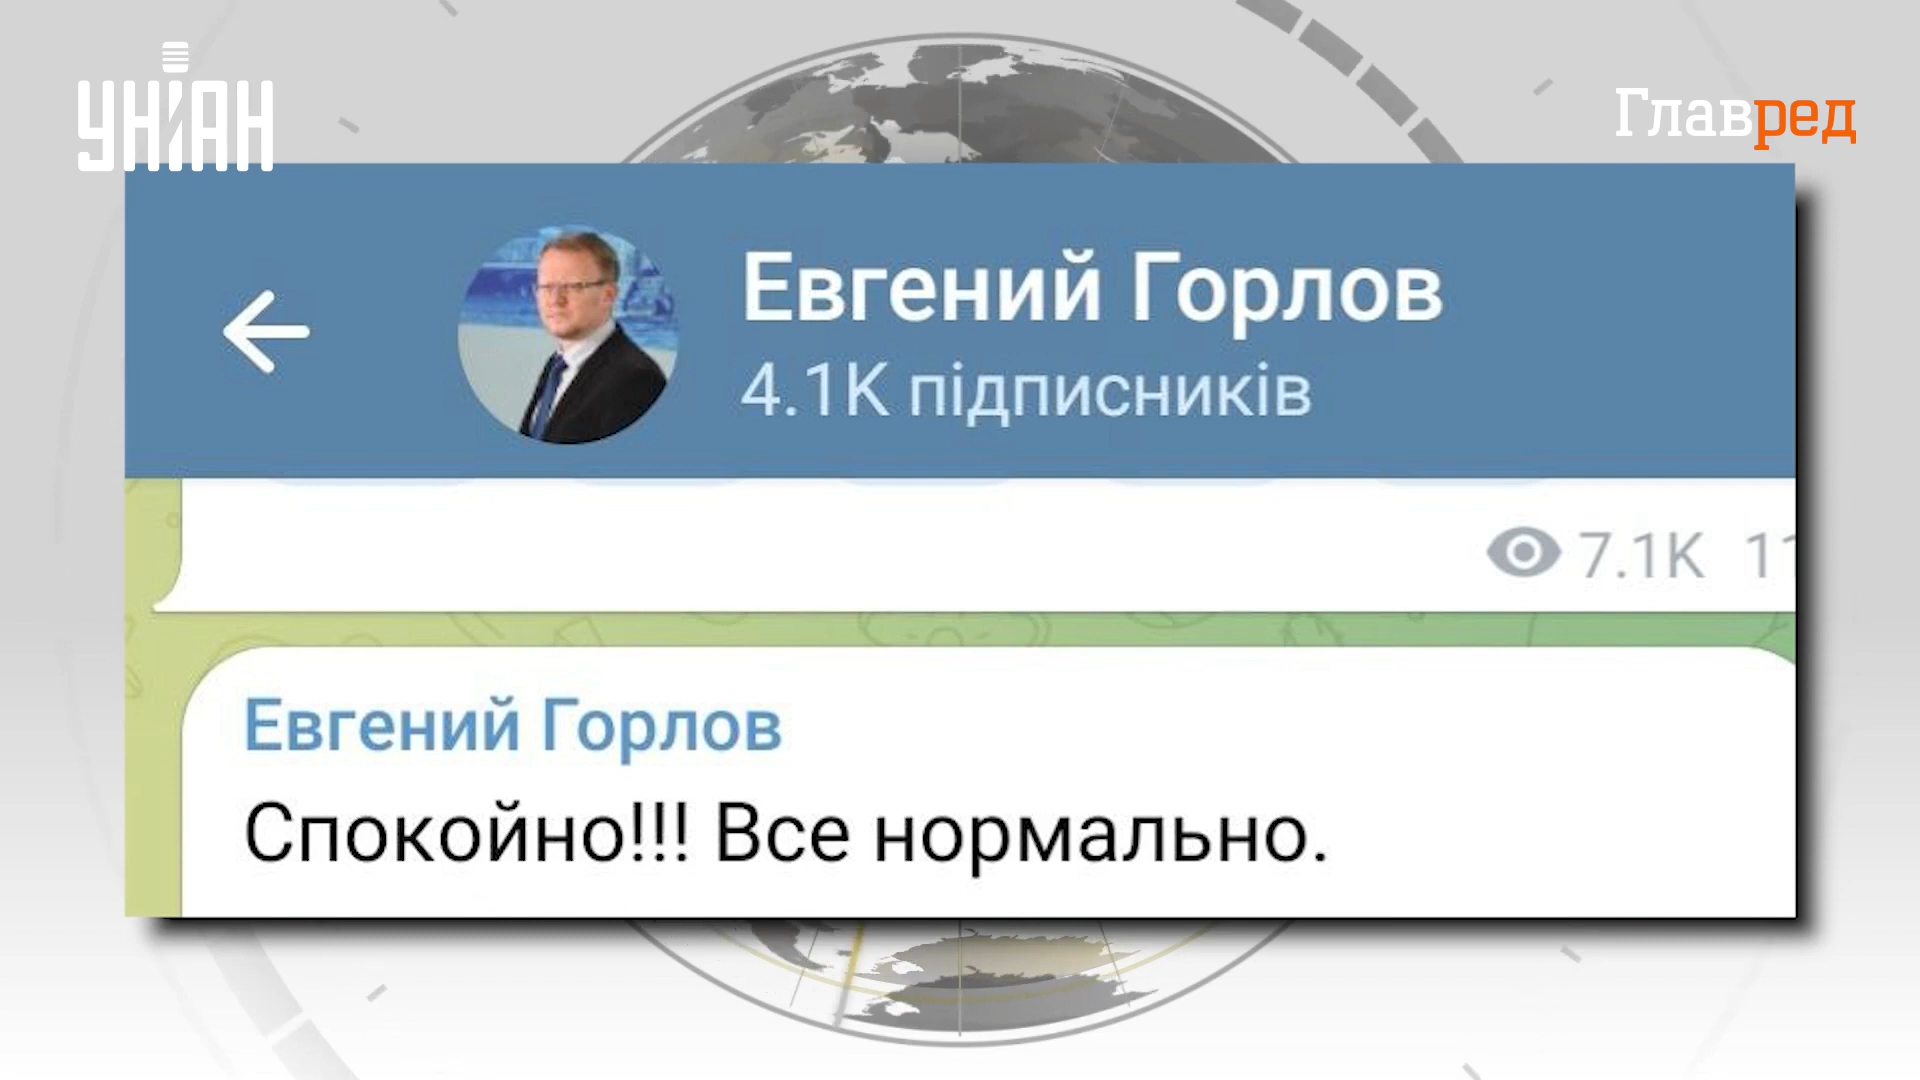 УНІАН
Главред
Евгений Горлов
4.1K підписників
7.1K
Евгений Горлов
Спокойно!!! Все нормально.